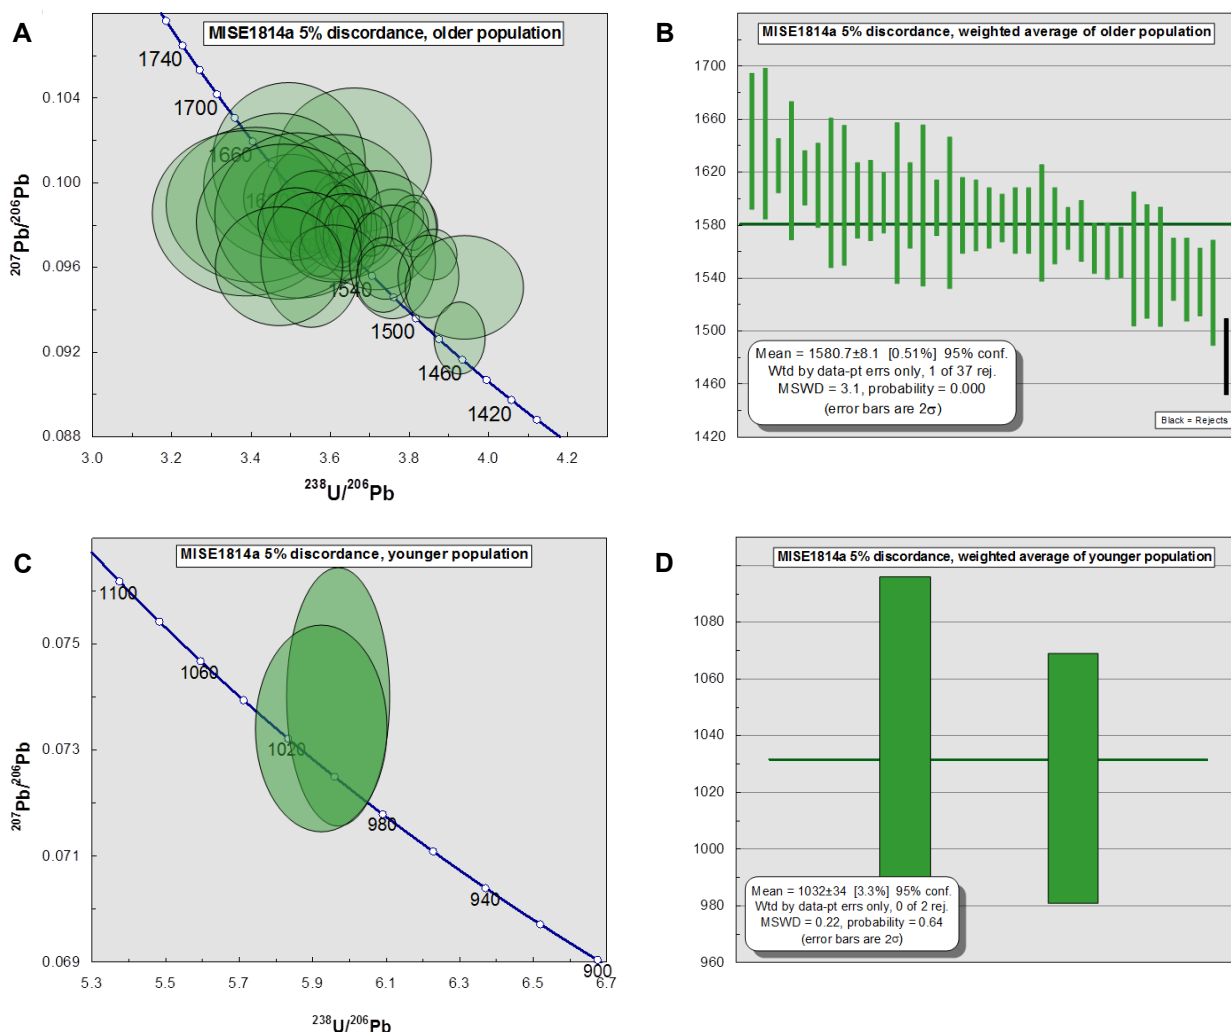 A
MISE1814a 5% discordance, older population
207Pb/206Pb
0.104
0.100
0.096
0.092
0.088
1740
1700
1660
1540
1500
1460
1420
3.0
3.2
3.4
3.6
3.8
4.0
4.2
238U/206Pb
B
MISE1814a 5% discordance, weighted average of older population
1700
1660
1620
1580
1540
1500
1460
1420
Mean = 1580.7±8.1 [0.51%] 95% conf.
Wtd by data-pt errs only, 1 of 37 rej.
MSWD = 3.1, probability = 0.000
(error bars are 2σ)
Black = Rejects
C
MISE1814a 5% discordance, younger population
207Pb/206Pb
0.075
0.073
0.071
0.069
1100
1060
1020
980
940
900
5.3
5.5
5.7
5.9
6.1
6.3
6.5
6.7
238U/206Pb
D
MISE1814a 5% discordance, weighted average of younger population
1080
1060
1040
1020
1000
980
960
Mean = 1032±34 [3.3%] 95% conf.
Wtd by data-pt errs only, 0 of 2 rej.
MSWD = 0.22, probability = 0.64
(error bars are 2σ)